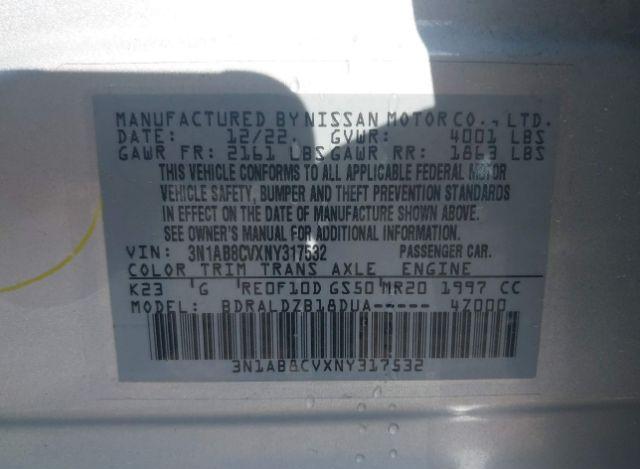 MANUFACTURED BY NISSAN MOTOR CO., LTD.
DATE: 12/22. GVWR: 4001 LBS
GAWR FR: 2161 LBS GAWR RR: 1863 LBS
THIS VEHICLE CONFORMS TO ALL APPLICABLE FEDERAL MOTOR
VEHICLE SAFETY, BUMPER AND THEFT PREVENTION STANDARDS
IN EFFECT ON THE DATE OF MANUFACTURE SHOWN ABOVE.
SEE OWNER'S MANUAL FOR ADDITIONAL INFORMATION.
VIN: 3N1AB8CVXNY317532 PASSENGER CAR.
COLOR TRIM TRANS AXLE ENGINE
K23 G RE0F10D GS50 MR20 1997 CC
BDRALDZB18DUA----- 47000
3N1AB8CVXNY317532